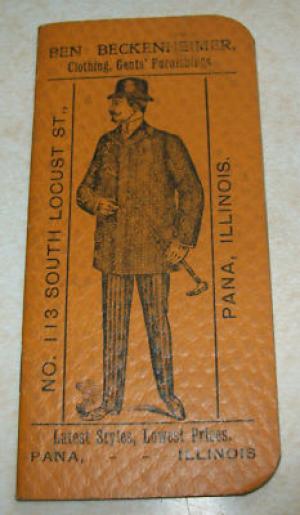 BEN BECKENHEIMER,
Clothing, Gents' Furnishings
NO. 113 SOUTH LOCUST ST.,
PANA, ILLINOIS.
Latest Styles, Lowest Prices.
PANA, - - ILLINOIS